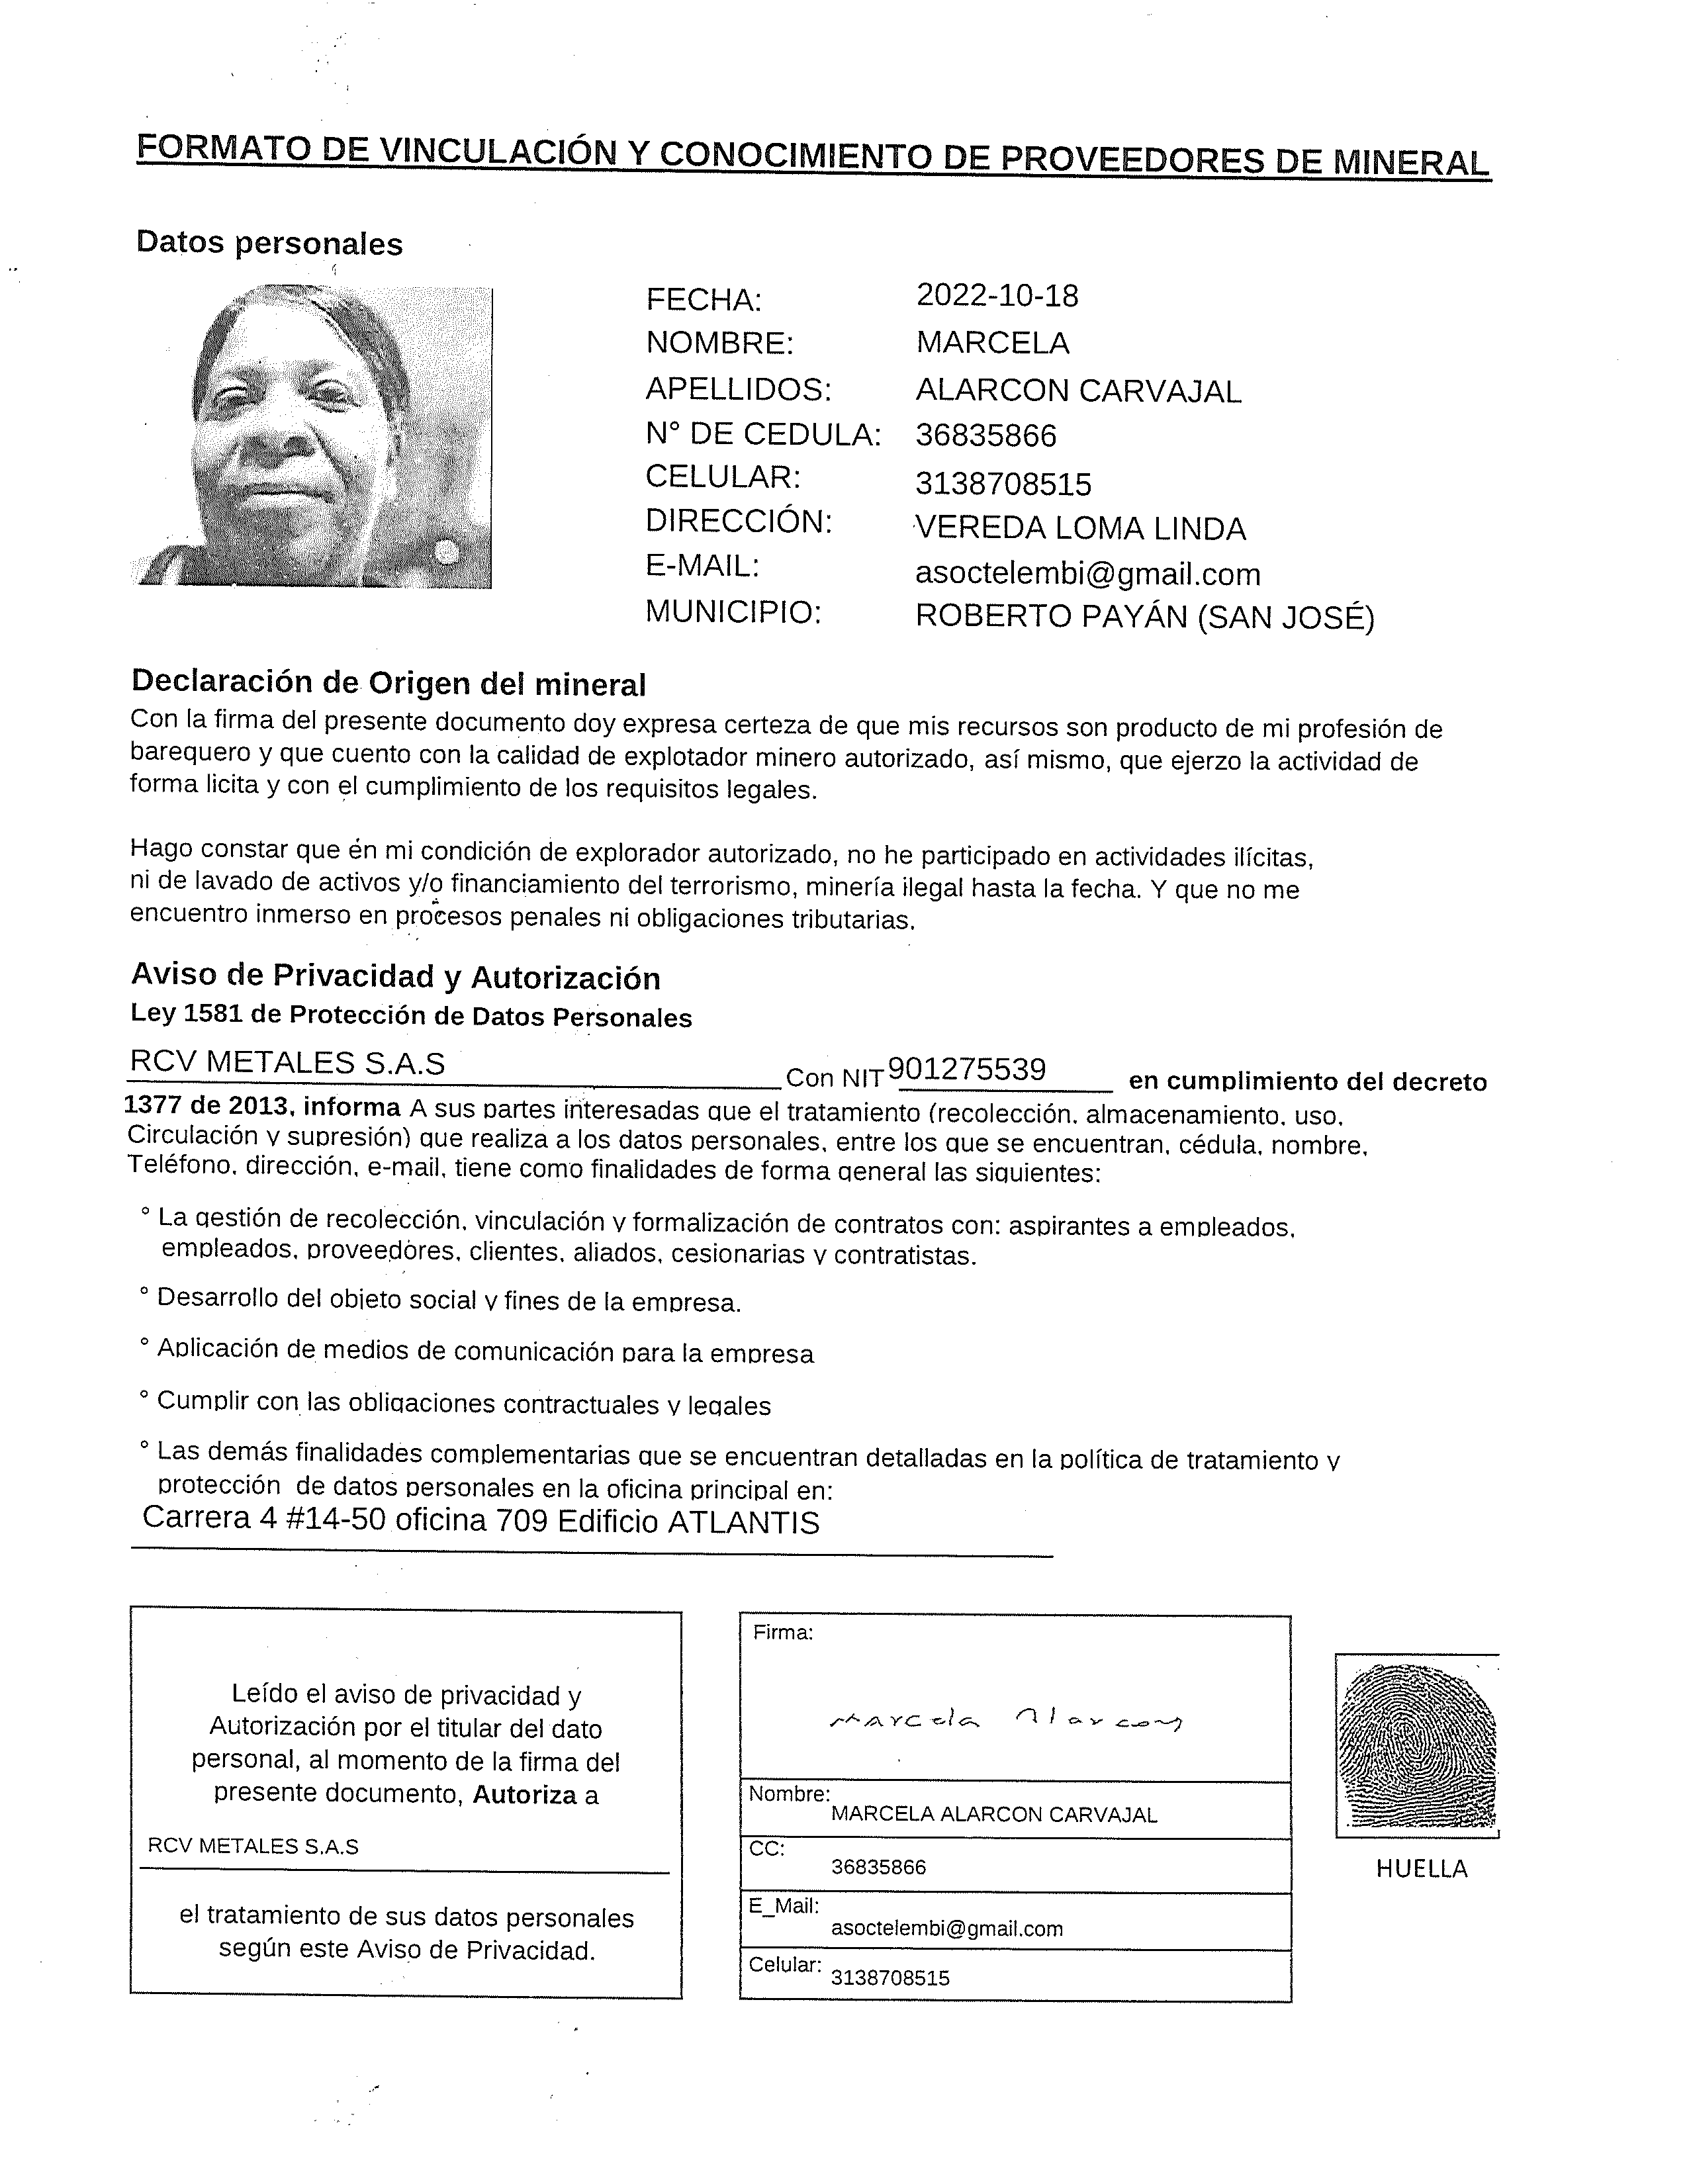 FORMATO DE VINCULACIÓN Y CONOCIMIENTO DE PROVEEDORES DE MINERAL
Datos personales
FECHA: 2022-10-18
NOMBRE: MARCELA
APELLIDOS: ALARCON CARVAJAL
N° DE CEDULA: 36835866
CELULAR: 3138708515
DIRECCIÓN: VEREDA LOMA LINDA
E-MAIL: asoctelembi@gmail.com
MUNICIPIO: ROBERTO PAYÁN (SAN JOSÉ)
Declaración de Origen del mineral
Con la firma del presente documento doy expresa certeza de que mis recursos son producto de mi profesión de
barequero y que cuento con la calidad de explotador minero autorizado, así mismo, que ejerzo la actividad de
forma licita y con el cumplimiento de los requisitos legales.
Hago constar que én mi condición de explorador autorizado, no he participado en actividades ilícitas,
ni de lavado de activos y/o financiamiento del terrorismo, minería ilegal hasta la fecha. Y que no me
encuentro inmerso en procesos penales ni obligaciones tributarias.
Aviso de Privacidad y Autorización
Ley 1581 de Protección de Datos Personales
RCV METALES S.A.S Con NIT 901275539 en cumplimiento del decreto
1377 de 2013, informa A sus partes interesadas que el tratamiento (recolección, almacenamiento, uso,
Circulación y supresión) que realiza a los datos personales, entre los que se encuentran, cédula, nombre,
Teléfono, dirección, e-mail, tiene como finalidades de forma general las siguientes:
° La gestión de recolección, vinculación y formalización de contratos con: aspirantes a empleados,
empleados, proveedores, clientes, aliados, cesionarias y contratistas.
° Desarrollo del objeto social y fines de la empresa.
° Aplicación de medios de comunicación para la empresa
° Cumplir con las obligaciones contractuales y legales
° Las demás finalidades complementarias que se encuentran detalladas en la política de tratamiento y
protección de datos personales en la oficina principal en:
Carrera 4 #14-50 oficina 709 Edificio ATLANTIS
Leído el aviso de privacidad y
Autorización por el titular del dato
personal, al momento de la firma del
presente documento, Autoriza a
RCV METALES S.A.S
el tratamiento de sus datos personales
según este Aviso de Privacidad.
Firma:
Marcela Alarcon
Nombre:
MARCELA ALARCON CARVAJAL
CC:
36835866
E_Mail:
asoctelembi@gmail.com
Celular: 3138708515
HUELLA